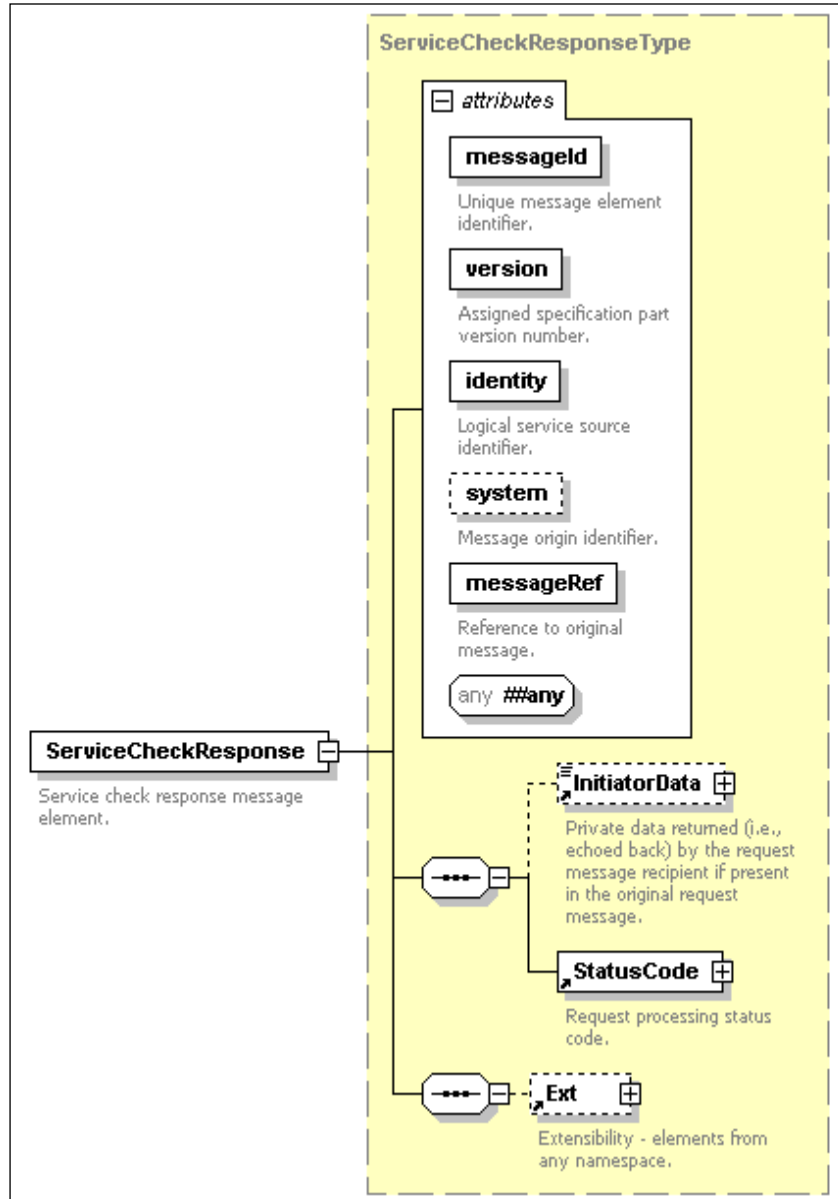 ServiceCheckResponseType
attributes
messageId
Unique message element
identifier.
version
Assigned specification part
version number.
identity
Logical service source
identifier.
system
Message origin identifier.
messageRef
Reference to original
message.
any ##any
ServiceCheckResponse
Service check response message
element.
InitiatorData
Private data returned (i.e.,
echoed back) by the request
message recipient if present
in the original request
message.
StatusCode
Request processing status
code.
Ext
Extensibility - elements from
any namespace.